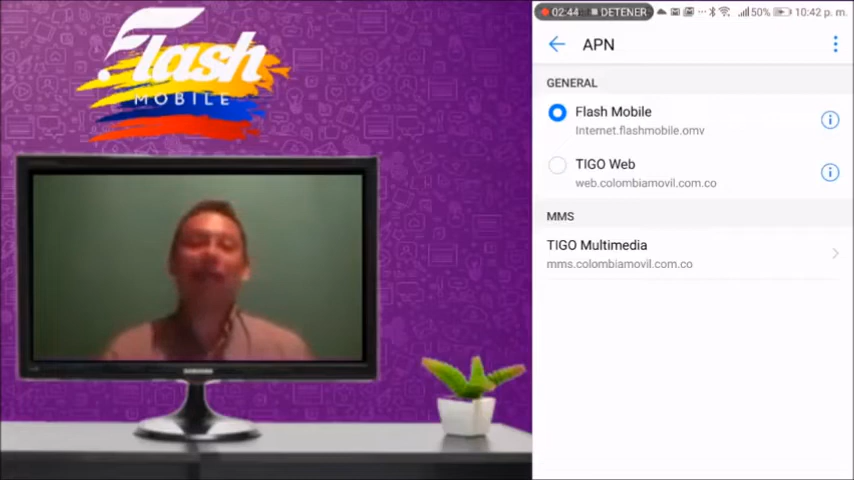 Flash
MOBILE
SAMSUNG
02:44 DETENER
50% 10:42 p. m.
APN
GENERAL
Flash Mobile
Internet.flashmobile.omv
TIGO Web
web.colombiamovil.com.co
MMS
TIGO Multimedia
mms.colombiamovil.com.co